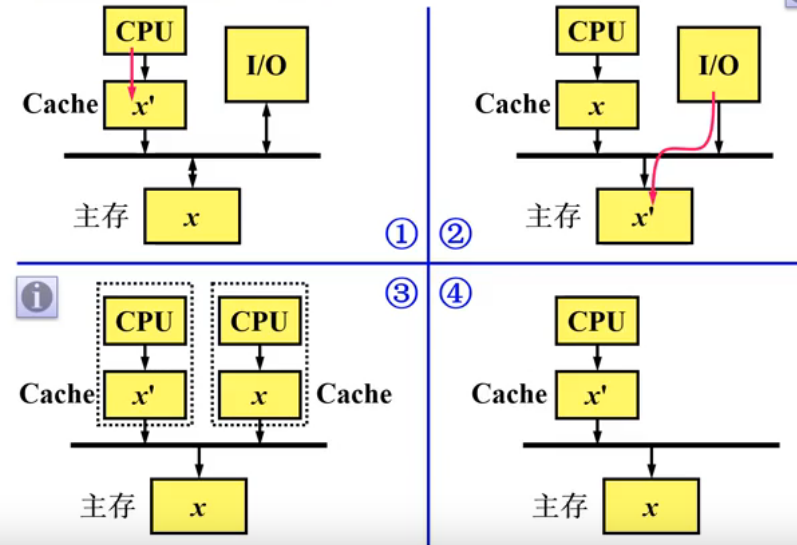 CPU
I/O
Cache
x'
主存
x
①
CPU
I/O
Cache
x
主存
x'
②
i
③
CPU
CPU
Cache
x'
x
Cache
主存
x
④
CPU
Cache
x'
主存
x